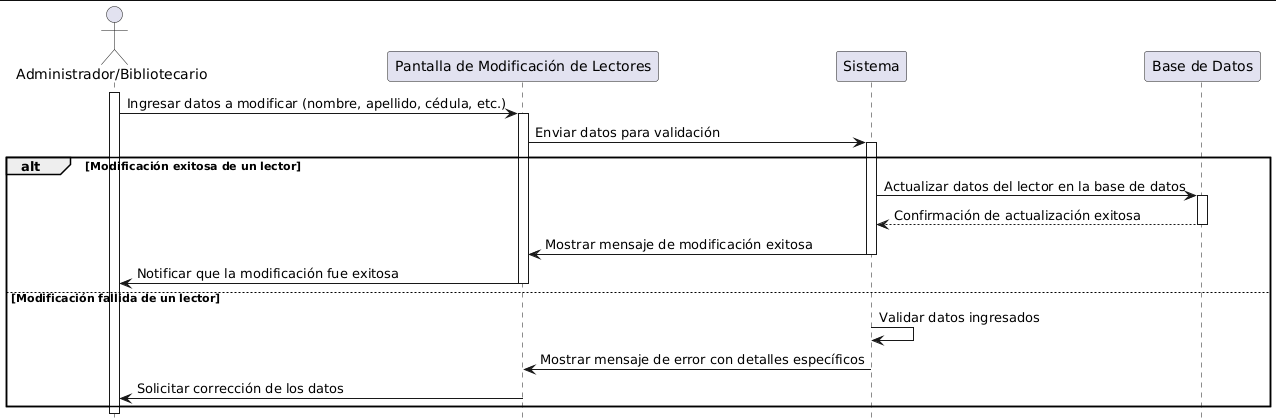 Administrador/Bibliotecario
Pantalla de Modificación de Lectores
Sistema
Base de Datos
Ingresar datos a modificar (nombre, apellido, cédula, etc.)
Enviar datos para validación
alt
[Modificación exitosa de un lector]
Actualizar datos del lector en la base de datos
Confirmación de actualización exitosa
Mostrar mensaje de modificación exitosa
Notificar que la modificación fue exitosa
[Modificación fallida de un lector]
Validar datos ingresados
Mostrar mensaje de error con detalles específicos
Solicitar corrección de los datos